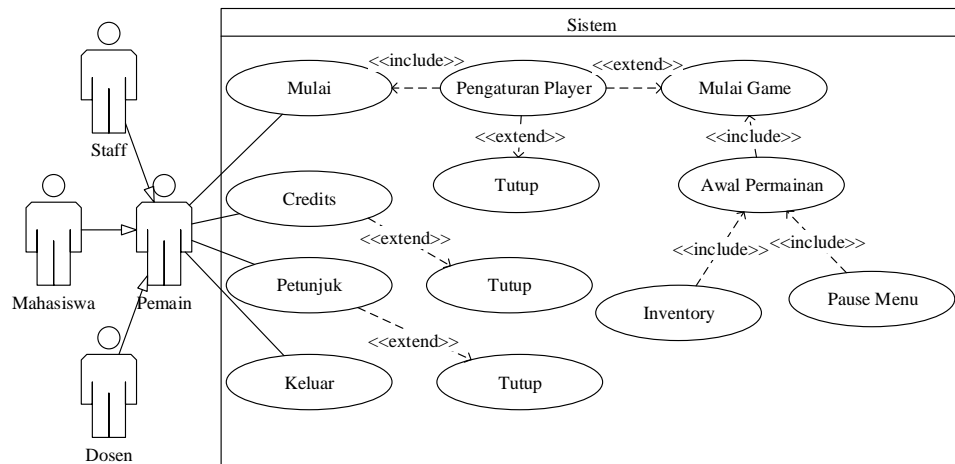 Sistem
<<include>>
<<extend>>
Mulai
Pengaturan Player
Mulai Game
Staff
<<extend>>
<<include>>
Tutup
Awal Permainan
Credits
<<extend>>
<<include>>
<<include>>
Mahasiswa
Pemain
Petunjuk
Tutup
Inventory
Pause Menu
<<extend>>
Keluar
Tutup
Dosen